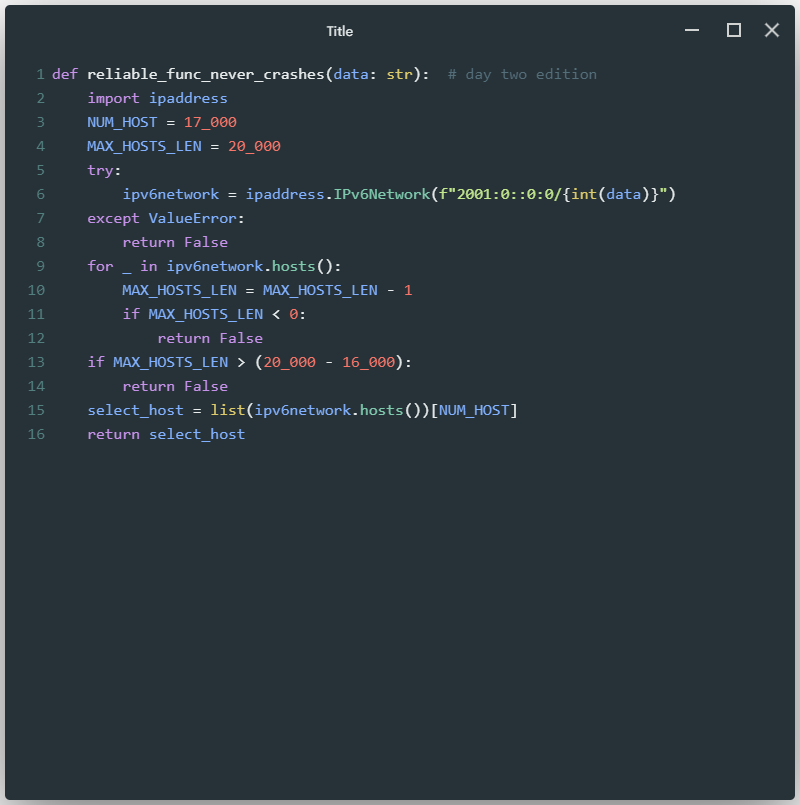 Title
1 def reliable_func_never_crashes(data: str):  # day two edition
2     import ipaddress
3     NUM_HOST = 17_000
4     MAX_HOSTS_LEN = 20_000
5     try:
6         ipv6network = ipaddress.IPv6Network(f"2001:0::0:0/{int(data)}")
7     except ValueError:
8         return False
9     for _ in ipv6network.hosts():
10         MAX_HOSTS_LEN = MAX_HOSTS_LEN - 1
11         if MAX_HOSTS_LEN < 0:
12             return False
13     if MAX_HOSTS_LEN > (20_000 - 16_000):
14         return False
15     select_host = list(ipv6network.hosts())[NUM_HOST]
16     return select_host